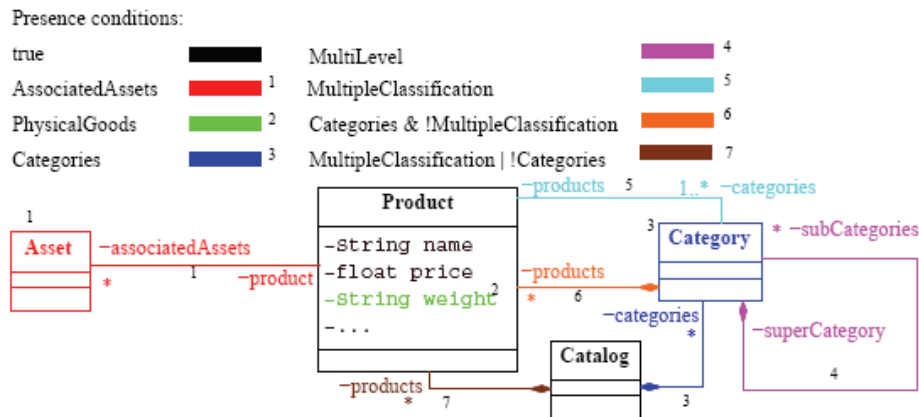 Presence conditions:
true
MultiLevel 4
AssociatedAssets 1
MultipleClassification 5
PhysicalGoods 2
Categories & !MultipleClassification 6
Categories 3
MultipleClassification | !Categories 7
−products 5 1..* −categories
1
Product
3
Asset
−associatedAssets
Category
* −subCategories
−String name
* 1 −product
−float price
−products
−String weight 2
* 6
−...
−categories
*
−superCategory
Catalog
4
−products
* 7
3